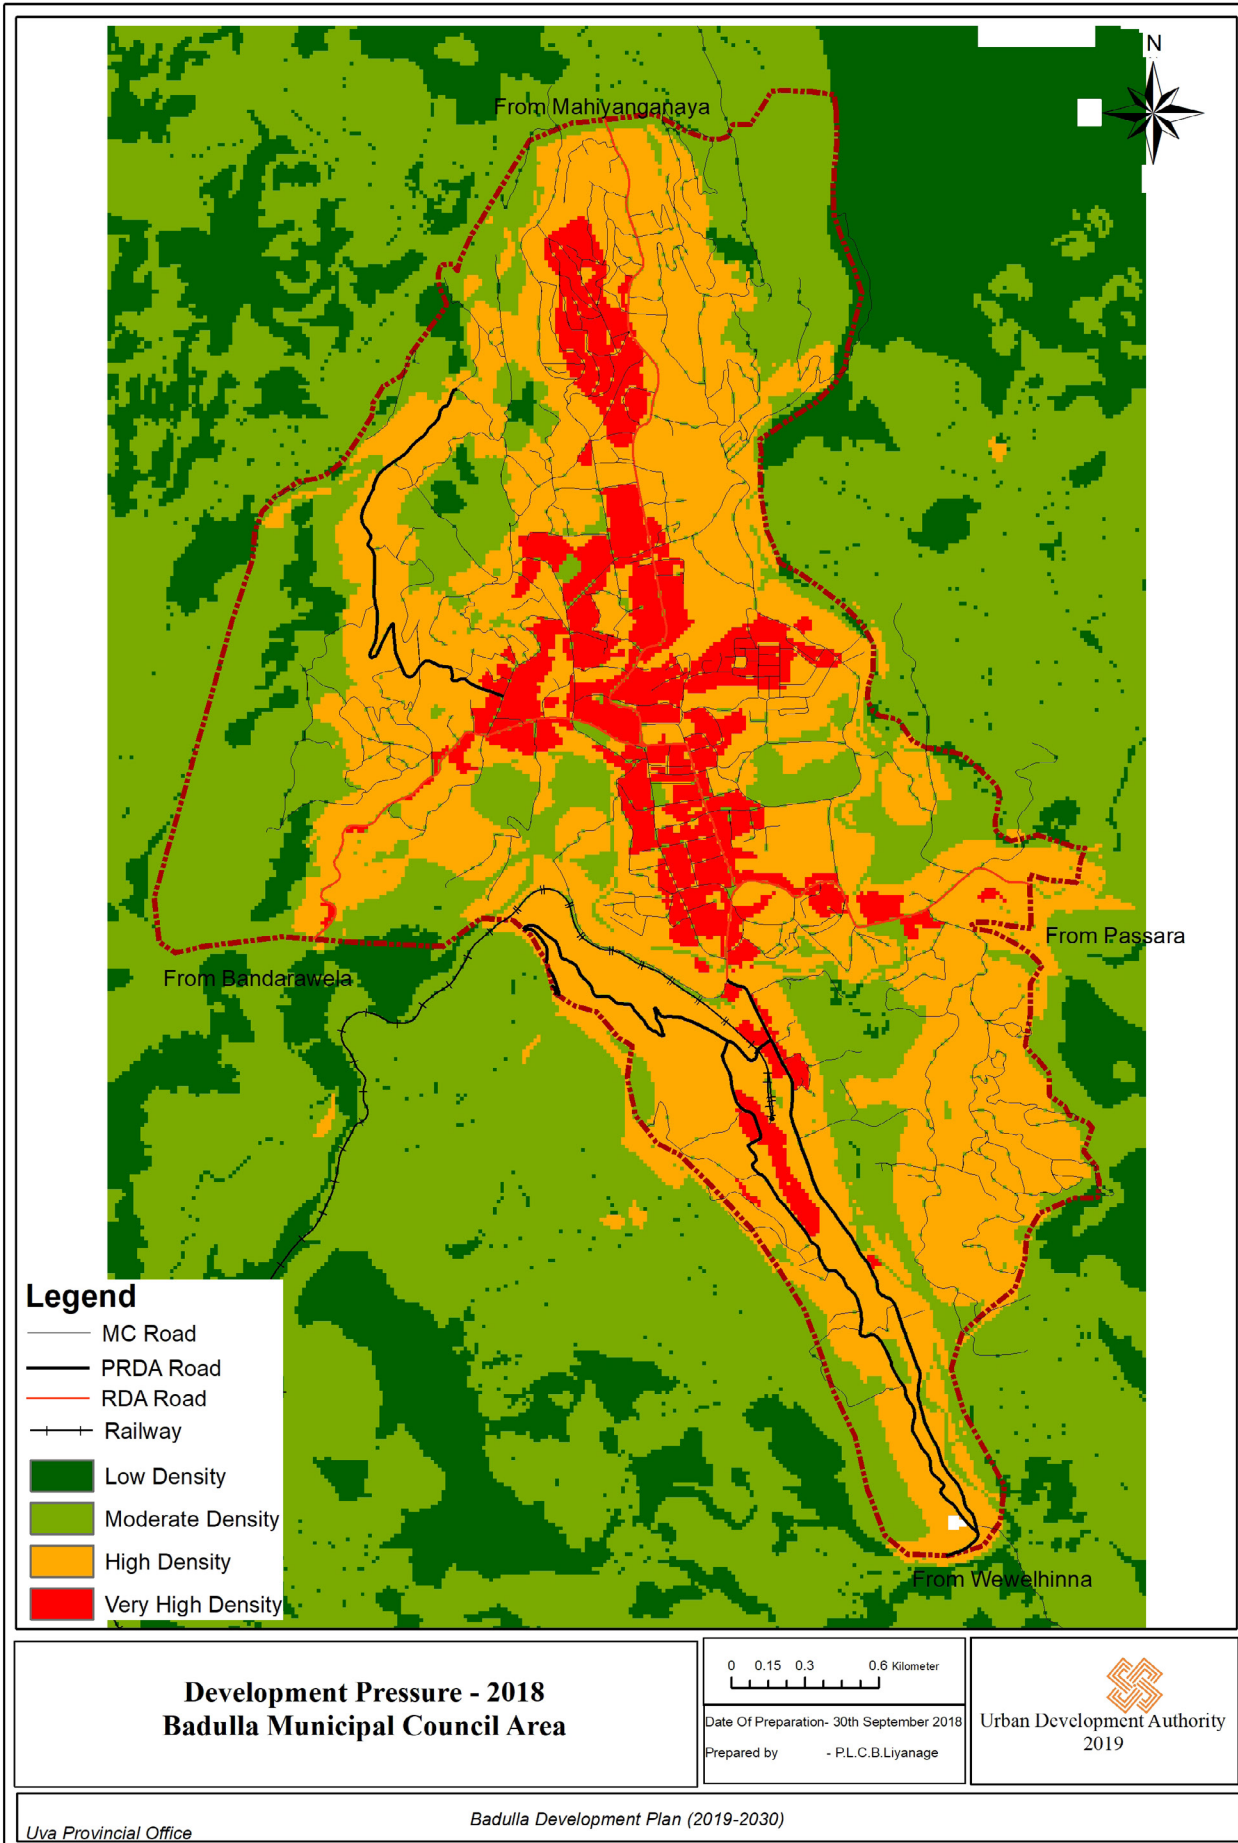 N
From Mahiyanganaya
From Passara
From Bandarawela
Legend
MC Road
PRDA Road
RDA Road
Railway
Low Density
Moderate Density
High Density
Very High Density
From Wewelhinna
Development Pressure - 2018
Badulla Municipal Council Area
0 0.15 0.3 0.6 Kilometer
Date Of Preparation- 30th September 2018
Prepared by - P.L.C.B.Liyanage
Urban Development Authority
2019
Badulla Development Plan (2019-2030)
Uva Provincial Office